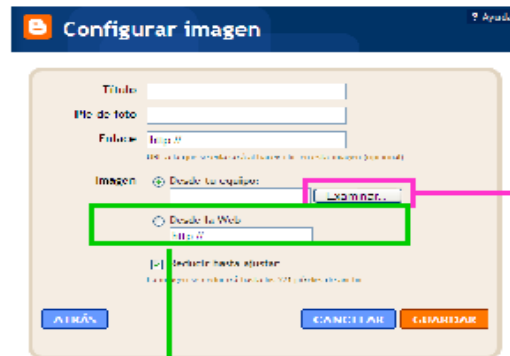 Configurar imagen
? Ayuda
Título
Pie de foto
Enlace
http://
Imagen
Desde tu equipo:
Examinar...
Desde la Web
http://
Reducir hasta ajustar
ATRÁS
CANCELAR
GUARDAR